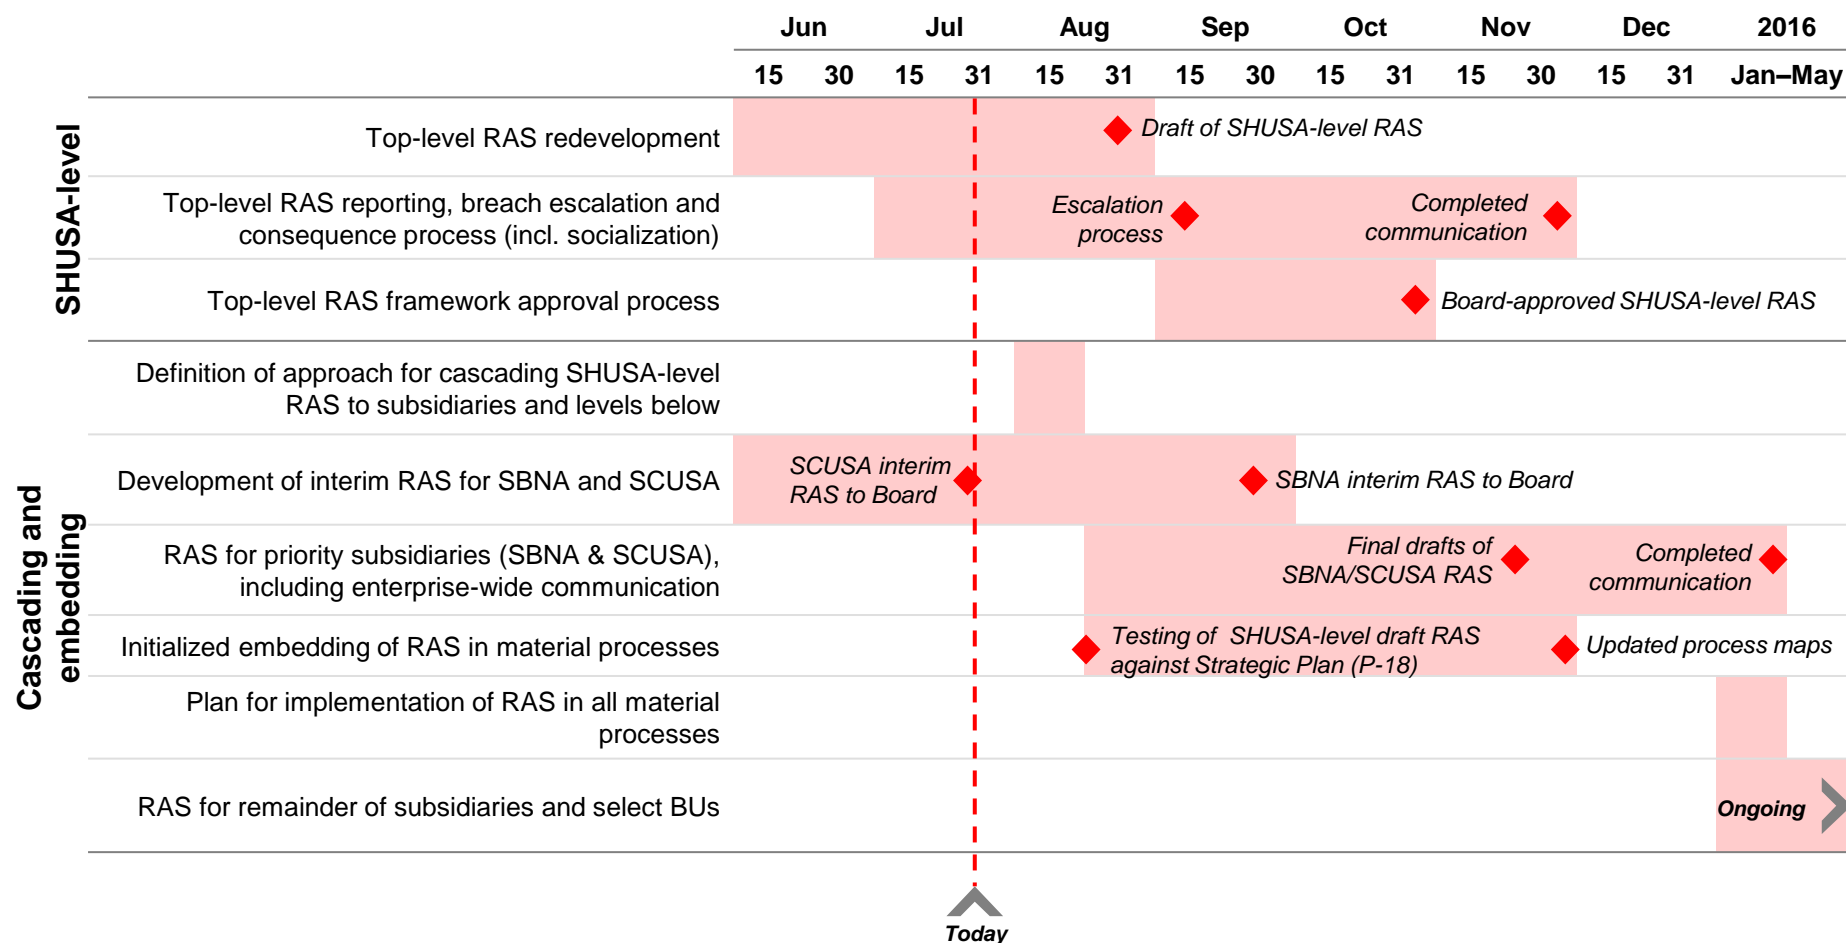 Jun Jul Aug Sep Oct Nov Dec 2016
15 30 15 31 15 31 15 30 15 31 15 30 15 31 Jan–May
SHUSA-level
Top-level RAS redevelopment
Draft of SHUSA-level RAS
Top-level RAS reporting, breach escalation and
consequence process (incl. socialization)
Escalation
process
Completed
communication
Top-level RAS framework approval process
Board-approved SHUSA-level RAS
Cascading and
embedding
Definition of approach for cascading SHUSA-level
RAS to subsidiaries and levels below
Development of interim RAS for SBNA and SCUSA
SCUSA interim
RAS to Board
SBNA interim RAS to Board
RAS for priority subsidiaries (SBNA & SCUSA),
including enterprise-wide communication
Final drafts of
SBNA/SCUSA RAS
Completed
communication
Initialized embedding of RAS in material processes
Testing of SHUSA-level draft RAS
against Strategic Plan (P-18)
Updated process maps
Plan for implementation of RAS in all material
processes
RAS for remainder of subsidiaries and select BUs
Ongoing
Today